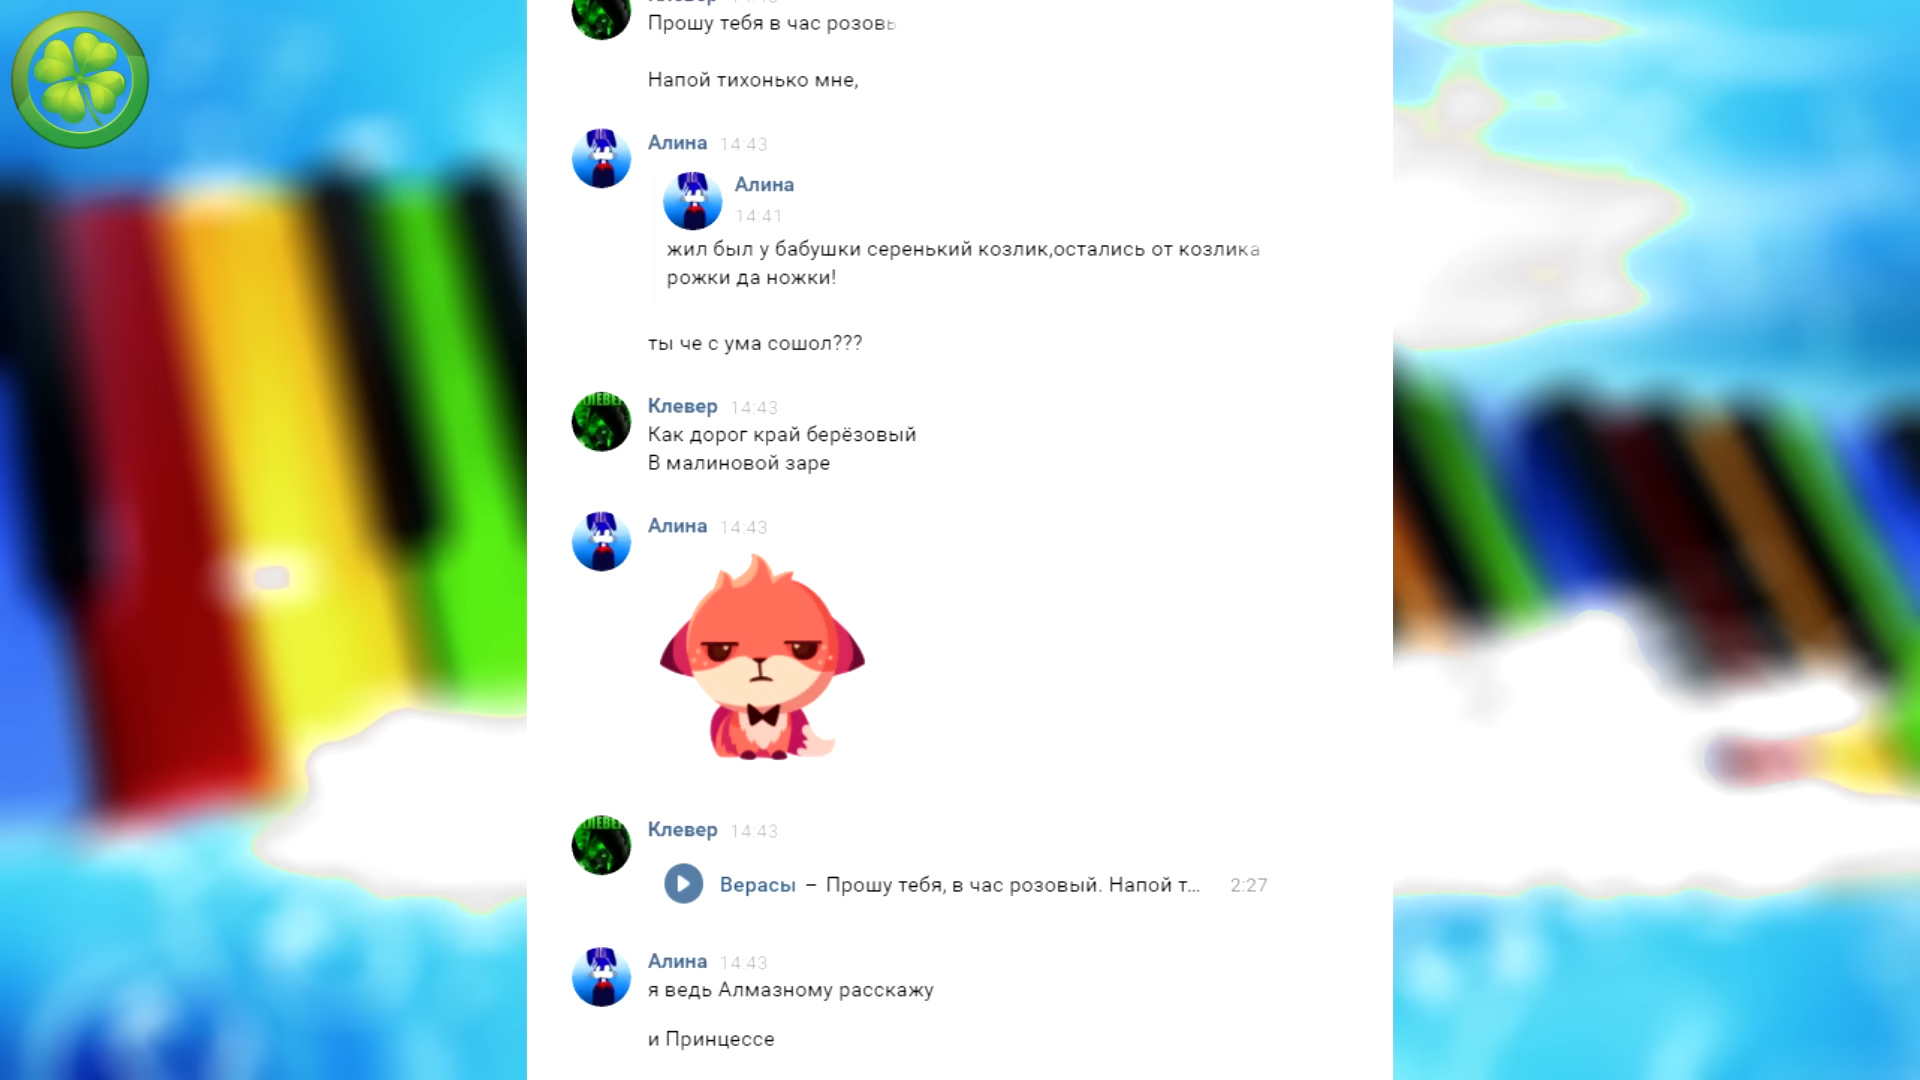 Клевер 14:43
Прошу тебя в час розовы
Напой тихонько мне,
Алина 14:43
Алина
14:41
жил был у бабушки серенький козлик,остались от козлика
рожки да ножки!
ты че с ума сошол???
Клевер 14:43
Как дорог край берёзовый
В малиновой заре
Алина 14:43
Клевер 14:43
Верасы – Прошу тебя, в час розовый. Напой т... 2:27
Алина 14:43
я ведь Алмазному расскажу
и Принцессе